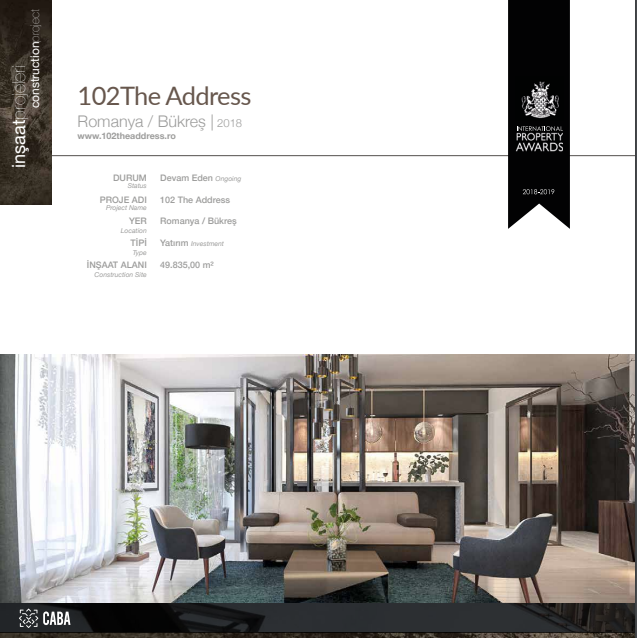 inşaatprojeleri
constructionproject
102The Address
Romanya / Bükreş | 2018
www.102theaddress.ro
INTERNATIONAL
PROPERTY
AWARDS
2018-2019
DURUM Devam Eden Ongoing
Status
PROJE ADI 102 The Address
Project Name
YER Romanya / Bükreş
Location
TİPİ Yatırım Investment
Type
İNŞAAT ALANI 49.835,00 m²
Construction Site
CABA